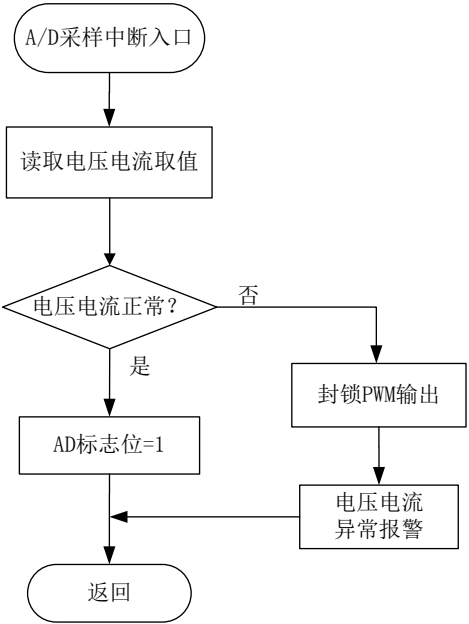 A/D采样中断入口
读取电压电流取值
电压电流正常?
否
是
封锁PWM输出
AD标志位=1
电压电流
异常报警
返回